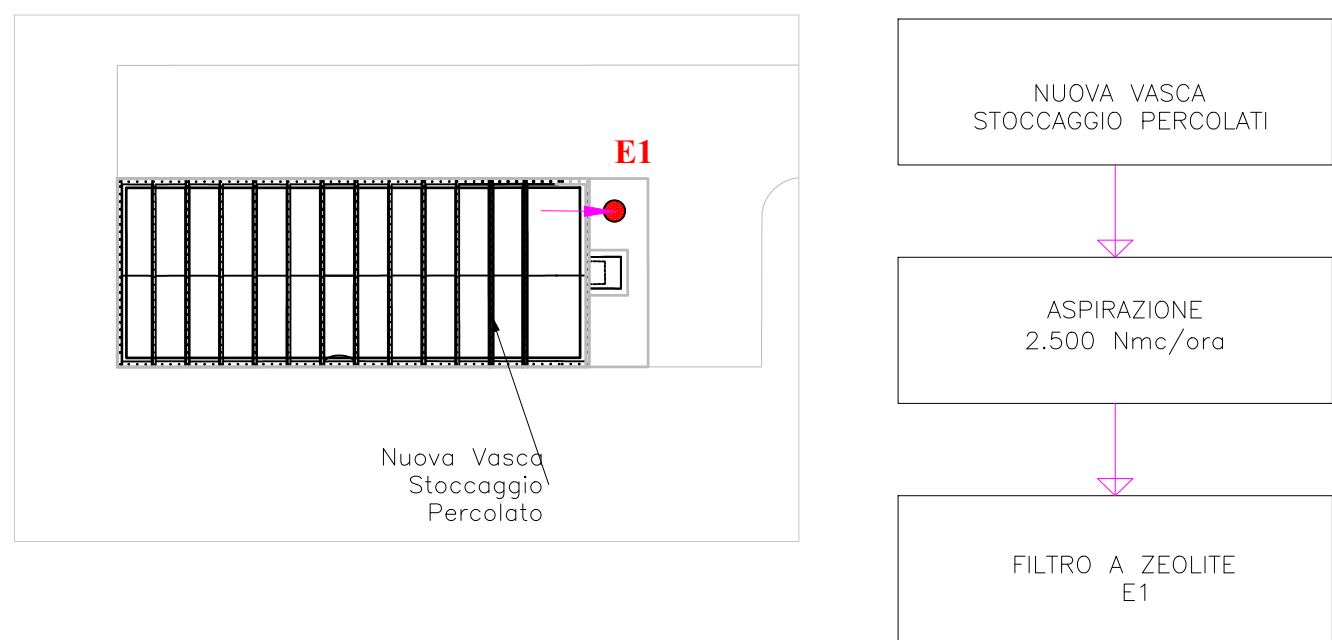 E1
Nuova Vasca
Stoccaggio
Percolato
NUOVA VASCA
STOCCAGGIO PERCOLATI
ASPIRAZIONE
2.500 Nmc/ora
FILTRO A ZEOLITE
E1